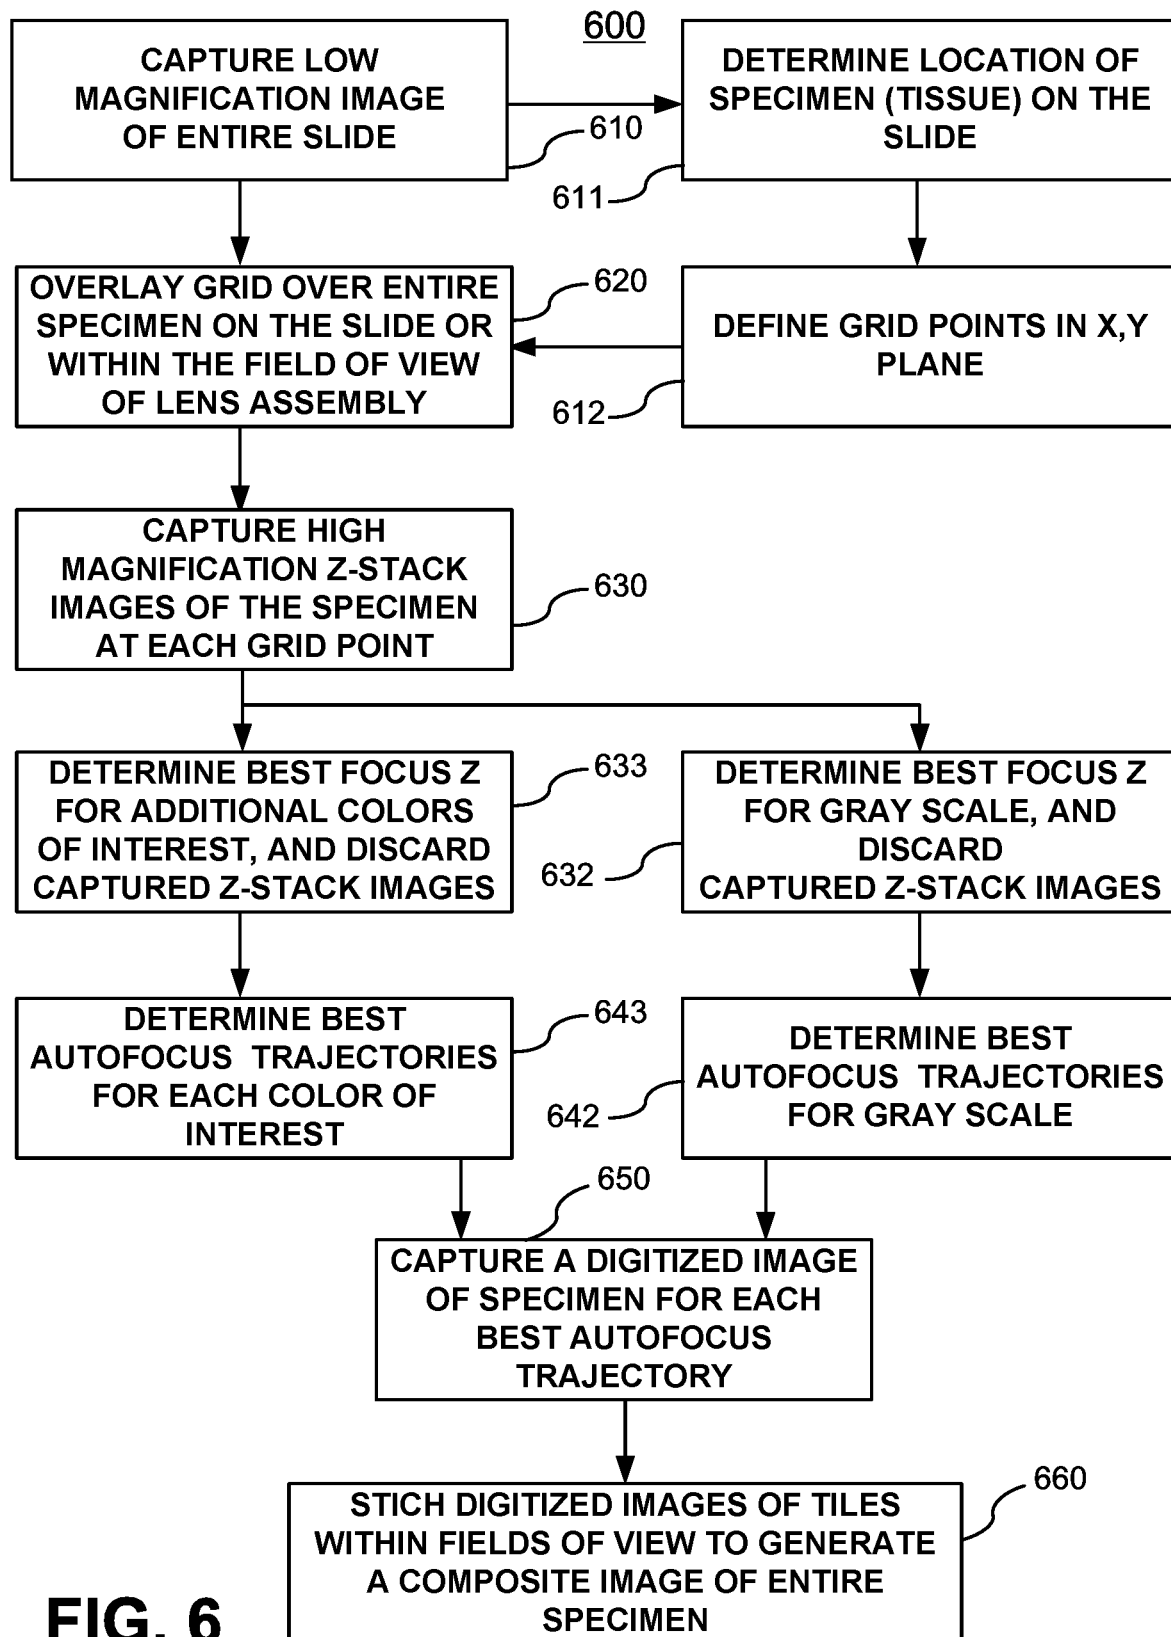 600
CAPTURE LOW
MAGNIFICATION IMAGE
OF ENTIRE SLIDE
610
DETERMINE LOCATION OF
SPECIMEN (TISSUE) ON THE
SLIDE
611
OVERLAY GRID OVER ENTIRE
SPECIMEN ON THE SLIDE OR
WITHIN THE FIELD OF VIEW
OF LENS ASSEMBLY
620
DEFINE GRID POINTS IN X,Y
PLANE
612
CAPTURE HIGH
MAGNIFICATION Z-STACK
IMAGES OF THE SPECIMEN
AT EACH GRID POINT
630
DETERMINE BEST FOCUS Z
FOR ADDITIONAL COLORS
OF INTEREST, AND DISCARD
CAPTURED Z-STACK IMAGES
633
DETERMINE BEST FOCUS Z
FOR GRAY SCALE, AND
DISCARD
CAPTURED Z-STACK IMAGES
632
DETERMINE BEST
AUTOFOCUS TRAJECTORIES
FOR EACH COLOR OF
INTEREST
643
DETERMINE BEST
AUTOFOCUS TRAJECTORIES
FOR GRAY SCALE
642
650
CAPTURE A DIGITIZED IMAGE
OF SPECIMEN FOR EACH
BEST AUTOFOCUS
TRAJECTORY
STICH DIGITIZED IMAGES OF TILES
WITHIN FIELDS OF VIEW TO GENERATE
A COMPOSITE IMAGE OF ENTIRE
SPECIMEN
660
FIG. 6